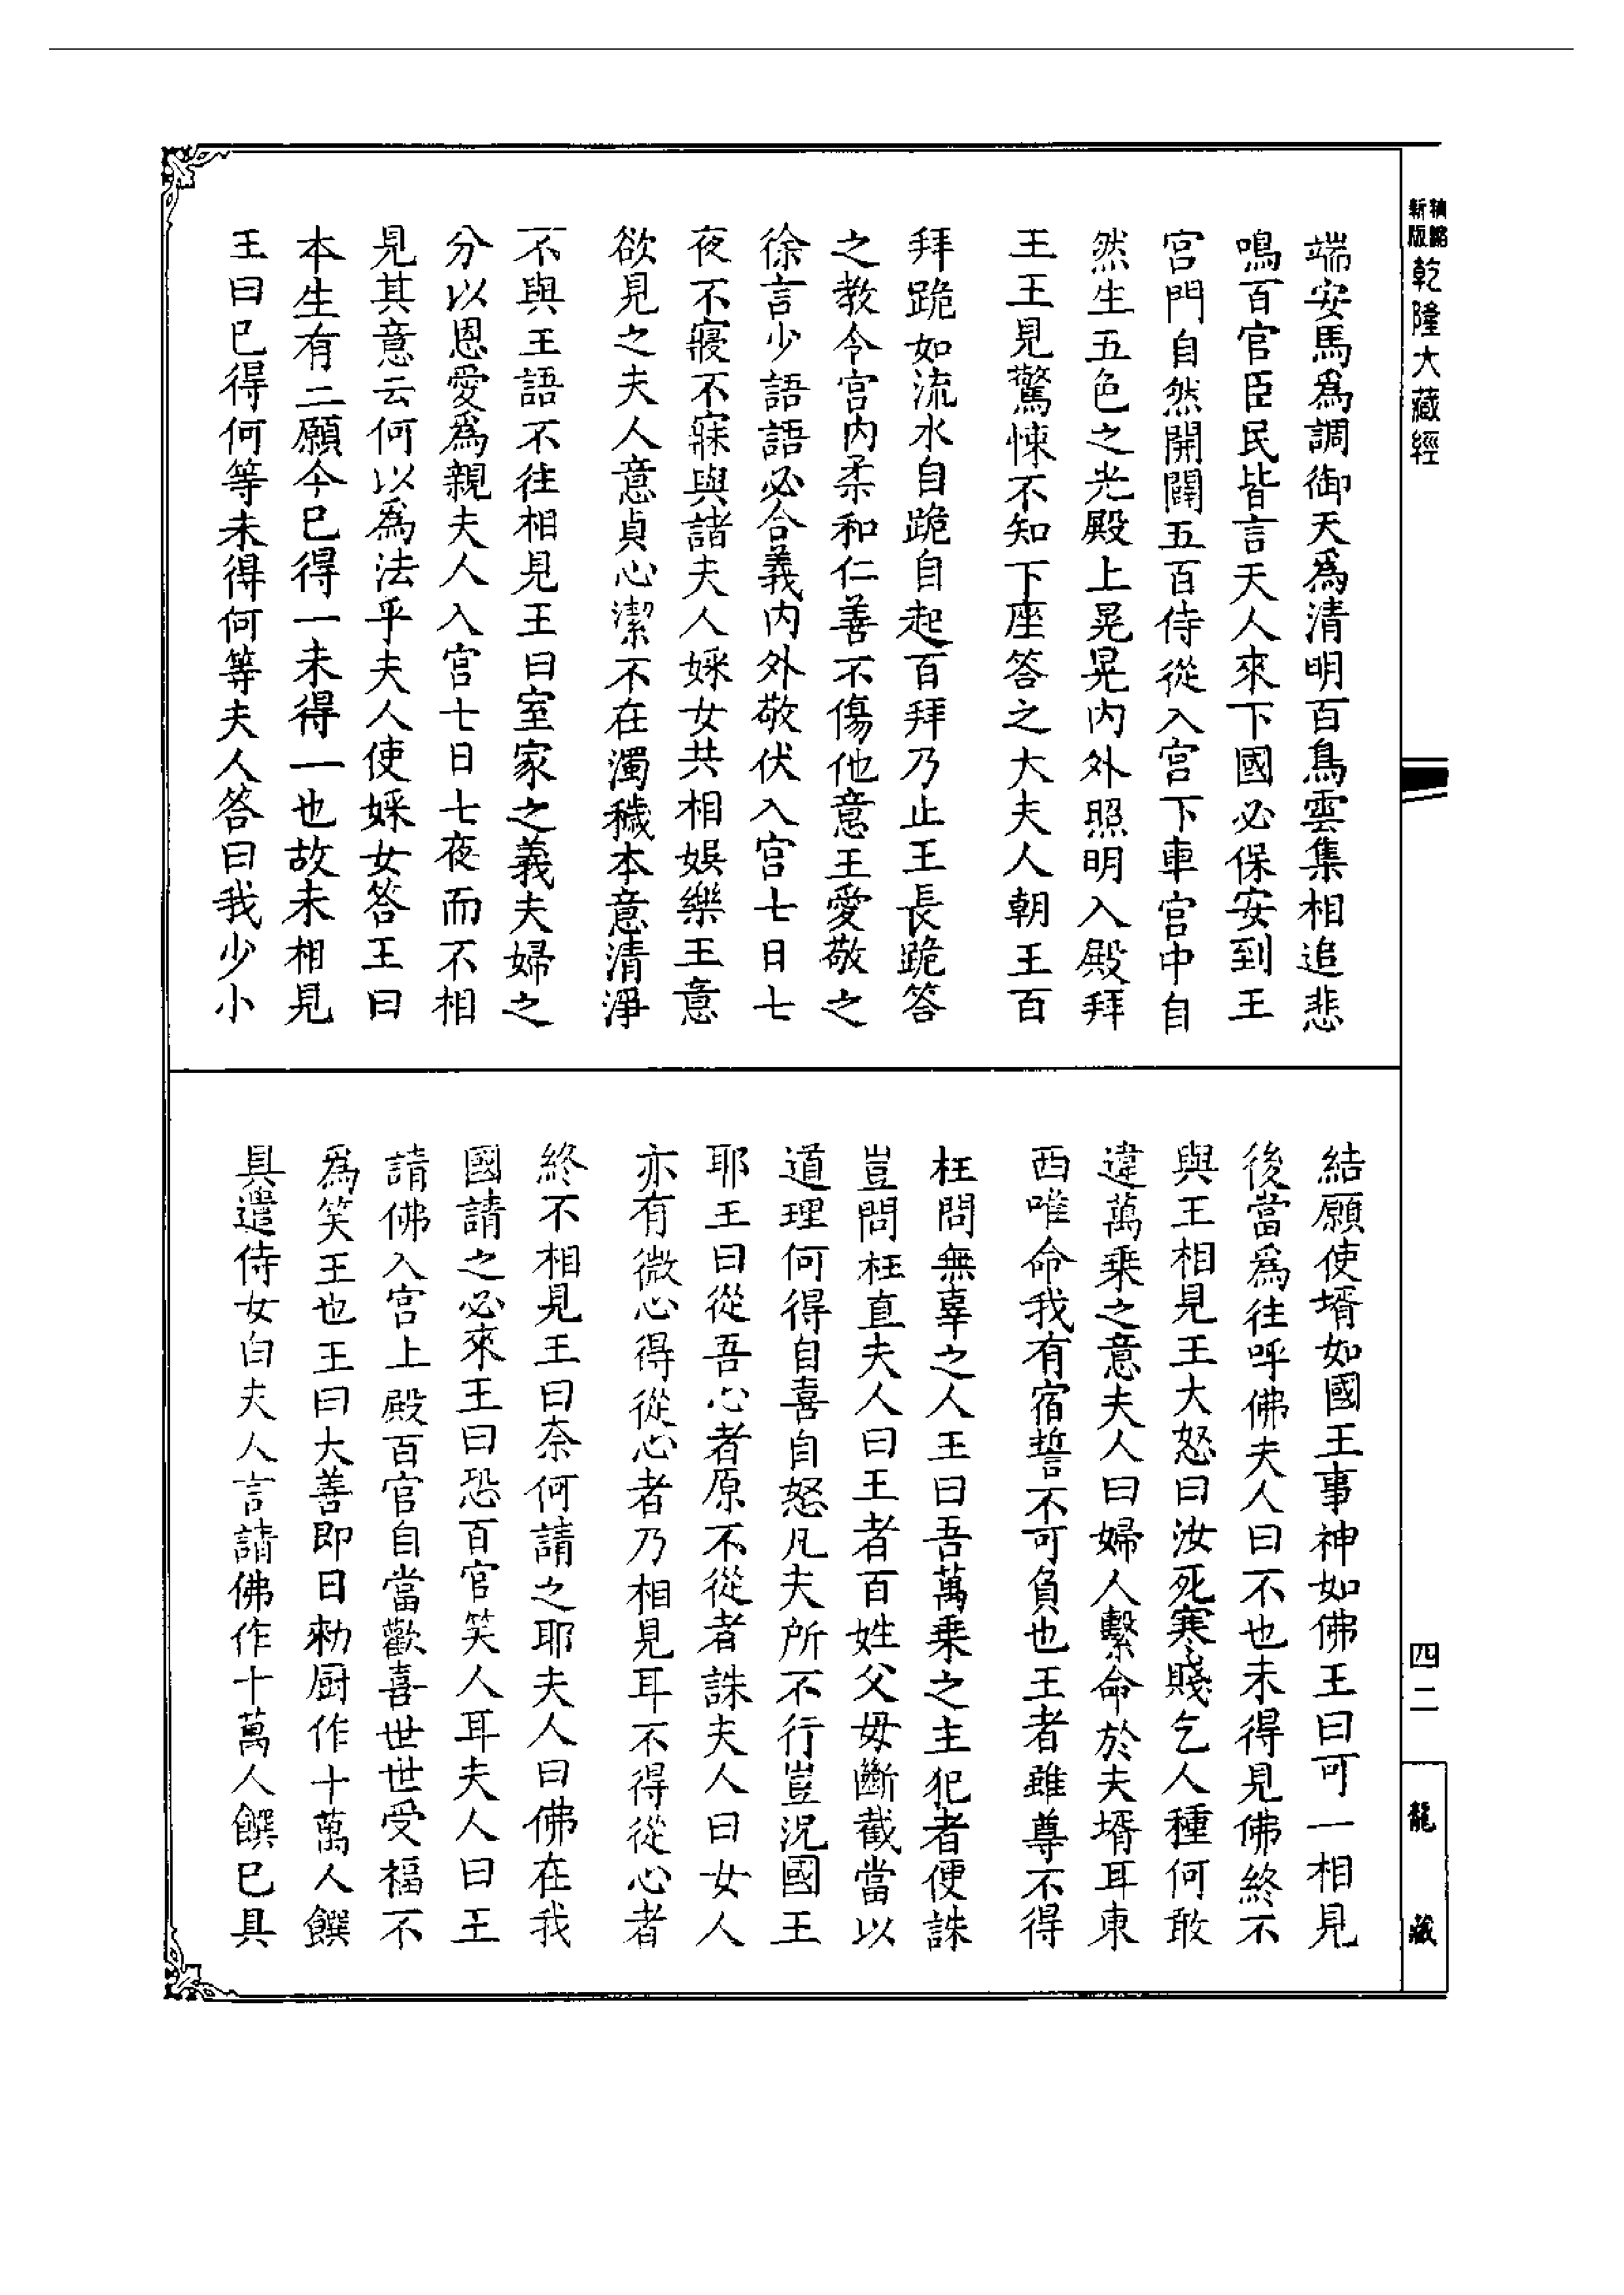 新版
乾隆大藏經
端安馬爲調御天爲清明百鳥雲集相追悲
鳴百官臣民皆言天人來下國必保安到王
宮門自然開闢五百侍從入宮下車宮中自
然生五色之光殿上晃晃内外照明入殿拜
王王見驚悚不知下座答之大夫人朝王百
拜跪如流水自跪自起百拜乃止王長跪答
之教令宮内柔和仁善不傷他意王愛敬之
徐言少語語必合義内外敬伏入宮七日七
夜不寢不寐與諸夫人婇女共相娛樂王意
欲見之夫人意貞心潔不在濁穢本意清淨
不與王語不往相見王曰室家之義夫婦之
分以恩愛爲親夫人入宮七日七夜而不相
見其意云何以爲法乎夫人使婇女答王曰
本生有二願今巳得一未得一也故未相見
王曰巳得何等未得何等夫人答曰我少小
結願使壻如國王事神如佛王曰可一相見
後當爲往呼佛夫人曰不也未得見佛終不
與王相見王大怒曰汝死寒賤乞人種何敢
違萬乗之意夫人曰婦人繫命於夫壻耳東
西唯命我有宿誓不可負也王者雖尊不得
枉問無辜之人王曰吾萬乗之主犯者便誅
豈問枉直夫人曰王者百姓父母斷截當以
道理何得自喜自怒凡夫所不行豈況國王
耶王曰從吾心者原不從者誅夫人曰女人
亦有微心得從心者乃相見耳不得從心者
終不相見王曰奈何請之耶夫人曰佛在我
國請之必來王曰恐百官笑人耳夫人曰王
請佛入宮上殿百官自當歡喜世世受福不
爲笑王也王曰大善即日勑厨作十萬人饌
具遣侍女白夫人言請佛作十萬人饌巳具
四二
龍藏